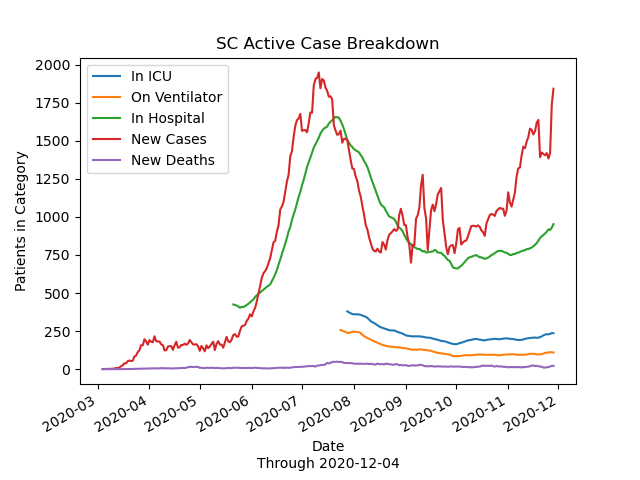 SC Active Case Breakdown
In ICU
On Ventilator
In Hospital
New Cases
New Deaths
Patients in Category
2000
1750
1500
1250
1000
750
500
250
0
2020-03
2020-04
2020-05
2020-06
2020-07
2020-08
2020-09
2020-10
2020-11
2020-12
Date
Through 2020-12-04